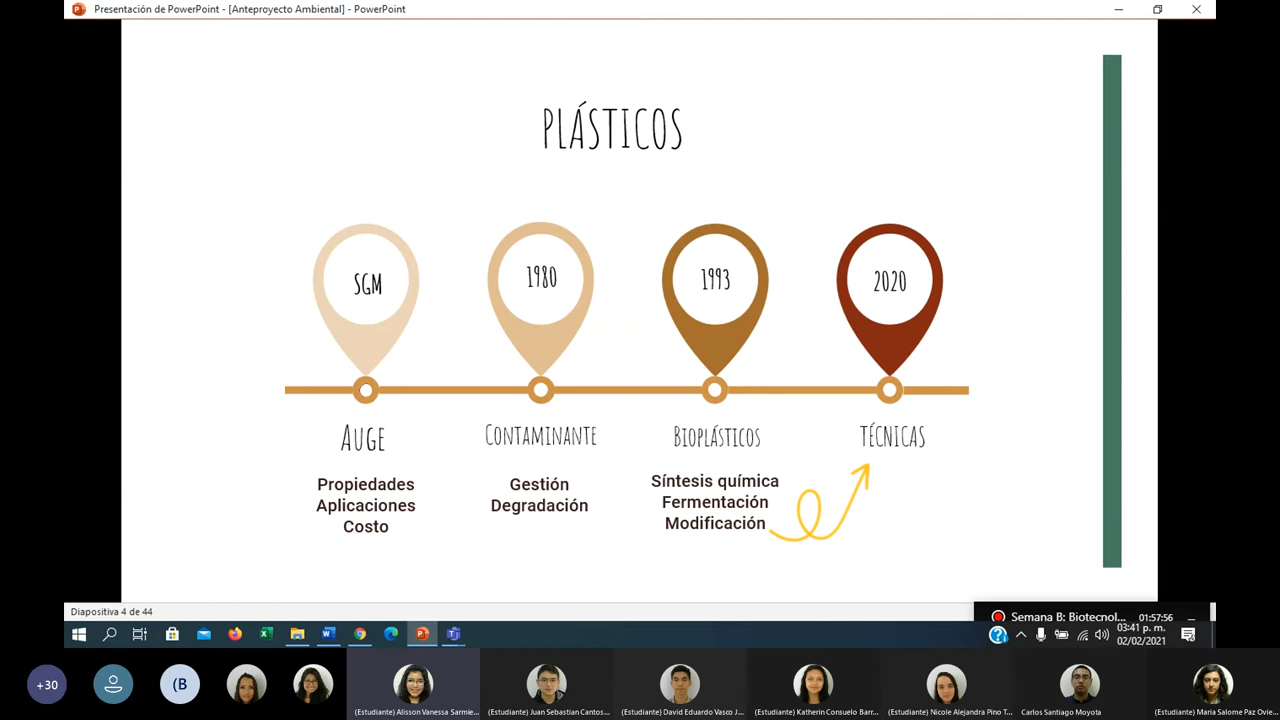 Presentación de PowerPoint - [Anteproyecto Ambiental] - PowerPoint
PLÁSTICOS
SGM
1980
1993
2020
AUGE
CONTAMINANTE
BIOPLÁSTICOS
TÉCNICAS
Propiedades
Aplicaciones
Costo
Gestión
Degradación
Síntesis química
Fermentación
Modificación
Diapositiva 4 de 44
Semana B: Biotecnol...
01:57:56
03:41 p. m.
02/02/2021
+30
(B
(Estudiante) Alisson Vanessa Sarmie...
(Estudiante) Juan Sebastian Cantos...
(Estudiante) David Eduardo Vasco J...
(Estudiante) Katherin Consuelo Barr...
(Estudiante) Nicole Alejandra Pino T...
Carlos Santiago Moyota
(Estudiante) Maria Salome Paz Ovie...